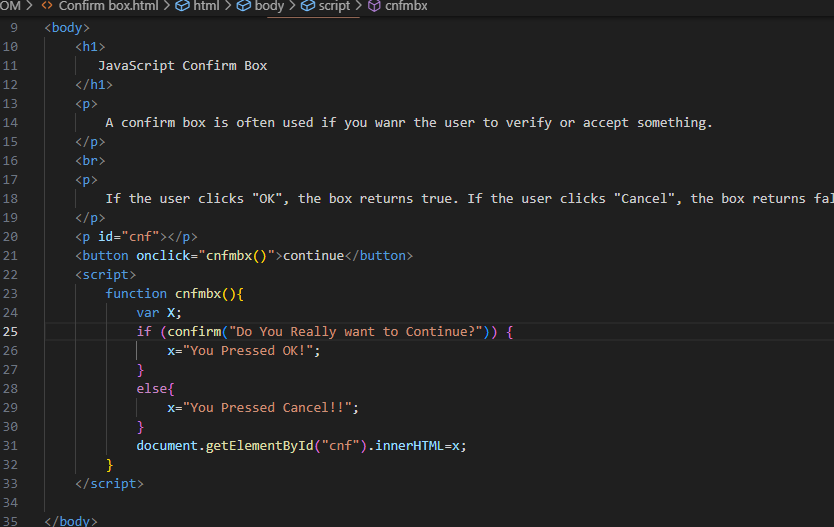 OM > <> Confirm box.html > html > body > script > cnfmbx
9 <body>
10 <h1>
11 JavaScript Confirm Box
12 </h1>
13 <p>
14 A confirm box is often used if you wanr the user to verify or accept something.
15 </p>
16 <br>
17 <p>
18 If the user clicks "OK", the box returns true. If the user clicks "Cancel", the box returns fal
19 </p>
20 <p id="cnf"></p>
21 <button onclick="cnfmbx()">continue</button>
22 <script>
23 function cnfmbx(){
24 var X;
25 if (confirm("Do You Really want to Continue?")) {
26 x="You Pressed OK!";
27 }
28 else{
29 x="You Pressed Cancel!!";
30 }
31 document.getElementById("cnf").innerHTML=x;
32 }
33 </script>
34
35 </body>